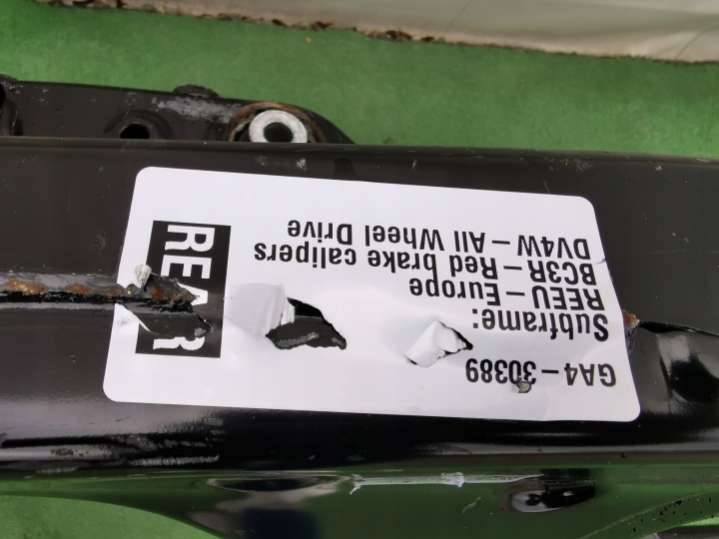 GA4-30389
Subframe:
REEU-Europe
BC3R-Red brake calipers
DV4W-All Wheel Drive
REAR